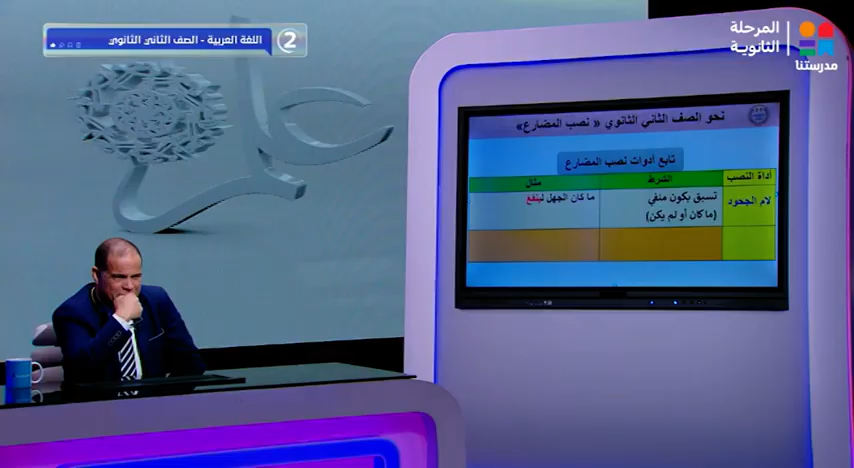 2 اللغة العربية - الصف الثاني الثانوي
المرحلة
الثانوية
مدرستنا
نحو الصف الثاني الثانوي « نصب المضارع»
تابع أدوات نصب المضارع
أداة النصب الشرط مثال
لام الجحود تسبق بكون منفي ما كان الجهل لينفع
(ما كان أو لم يكن)